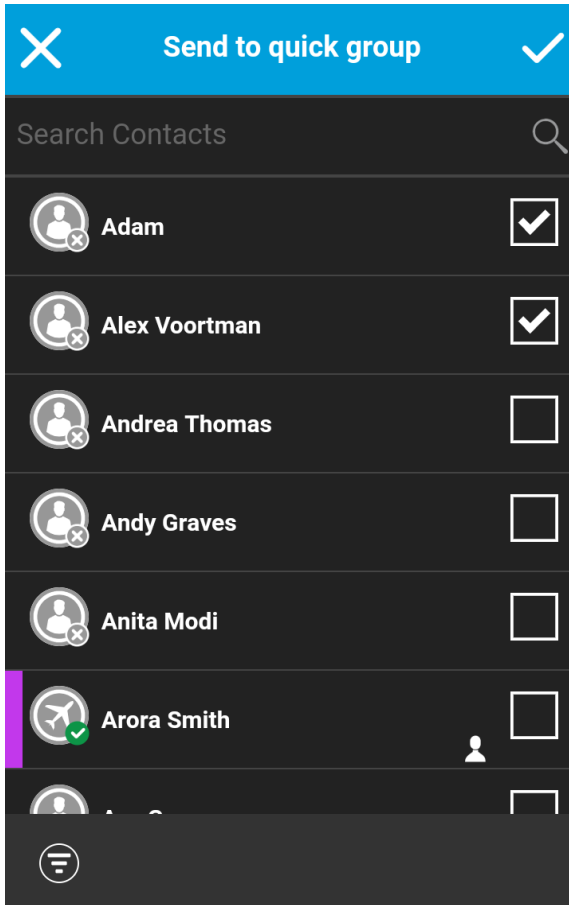 Send to quick group
Search Contacts
Adam
Alex Voortman
Andrea Thomas
Andy Graves
Anita Modi
Arora Smith